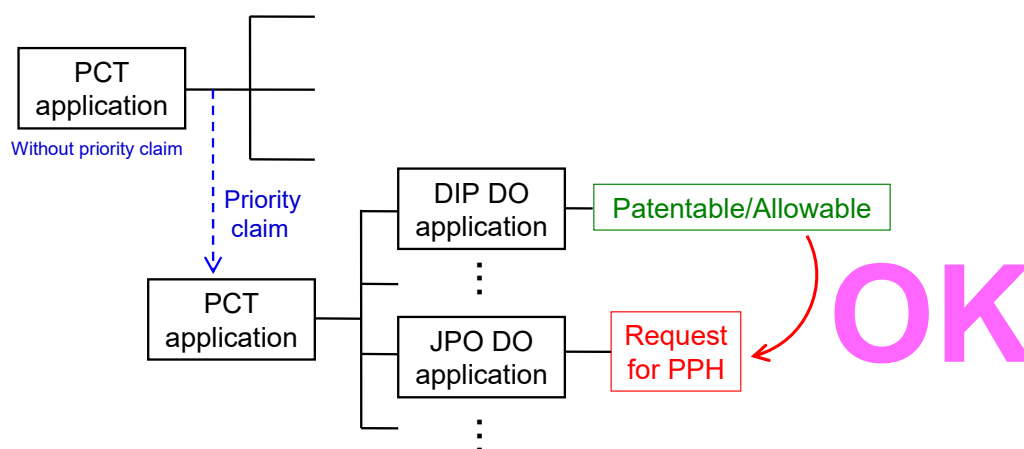 PCT
application
Without priority claim
Priority
claim
DIP DO
application
Patentable/Allowable
PCT
application
JPO DO
application
Request
for PPH
OK